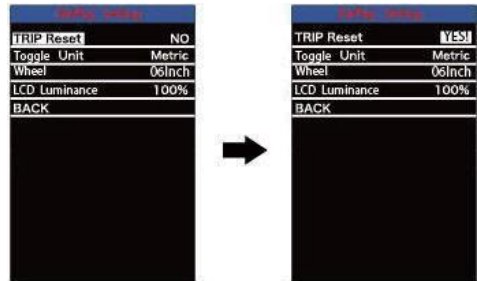 TRIP Reset NO
Toggle Unit Metric
Wheel 06Inch
LCD Luminance 100%
BACK
TRIP Reset YES!
Toggle Unit Metric
Wheel 06Inch
LCD Luminance 100%
BACK